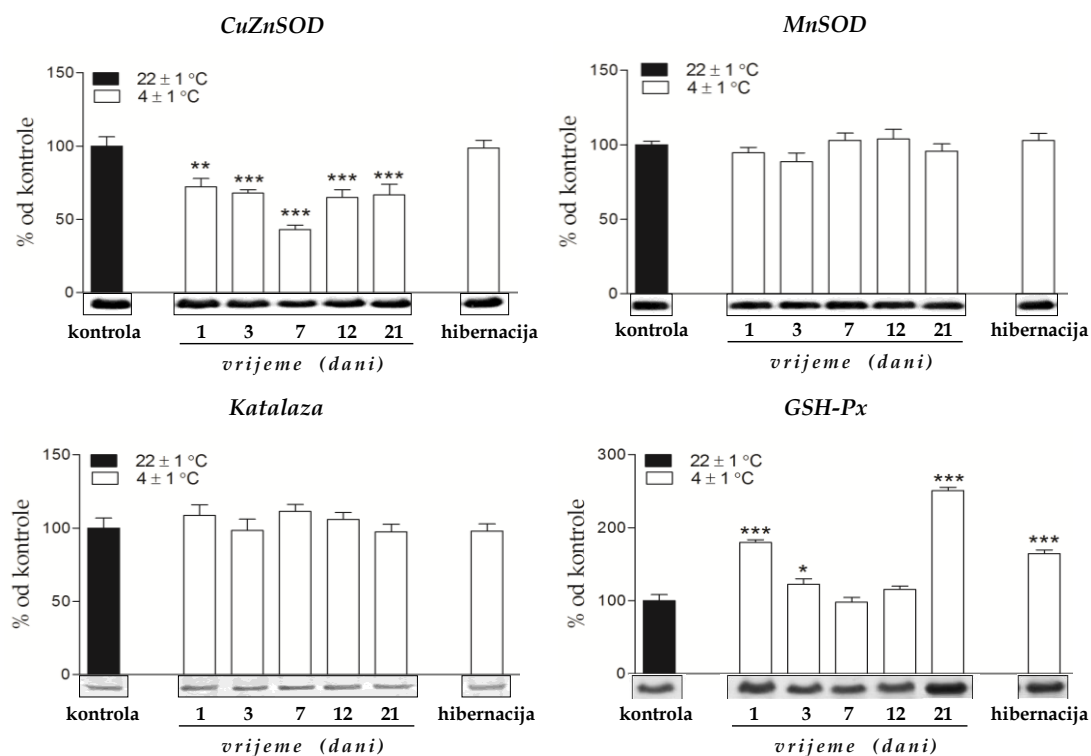 CuZnSOD
150
100
50
0
% od kontrole
22 ± 1 °C
4 ± 1 °C
**
***
***
***
***
kontrola
1 3 7 12 21
hibernacija
vrijeme (dani)
MnSOD
150
100
50
0
% od kontrole
22 ± 1 °C
4 ± 1 °C
kontrola
1 3 7 12 21
hibernacija
vrijeme (dani)
Katalaza
150
100
50
0
% od kontrole
22 ± 1 °C
4 ± 1 °C
kontrola
1 3 7 12 21
hibernacija
vrijeme (dani)
GSH-Px
300
200
100
0
% od kontrole
22 ± 1 °C
4 ± 1 °C
***
*
***
***
kontrola
1 3 7 12 21
hibernacija
vrijeme (dani)